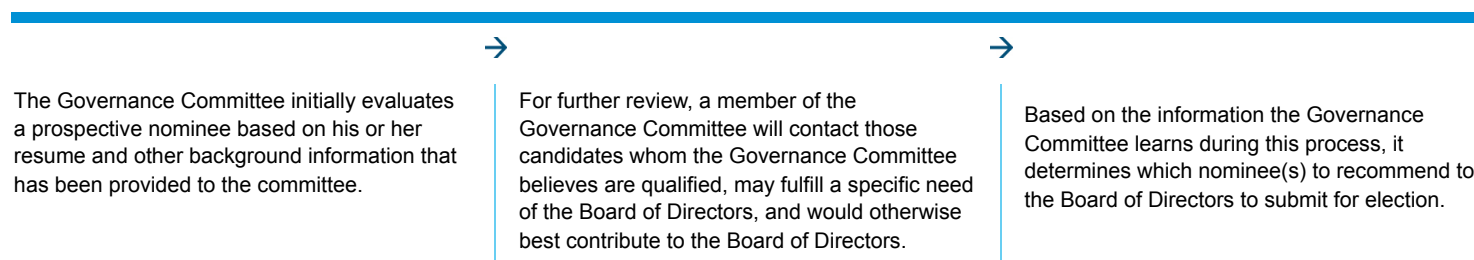 The Governance Committee initially evaluates
a prospective nominee based on his or her
resume and other background information that
has been provided to the committee.
For further review, a member of the
Governance Committee will contact those
candidates whom the Governance Committee
believes are qualified, may fulfill a specific need
of the Board of Directors, and would otherwise
best contribute to the Board of Directors.
Based on the information the Governance
Committee learns during this process, it
determines which nominee(s) to recommend to
the Board of Directors to submit for election.